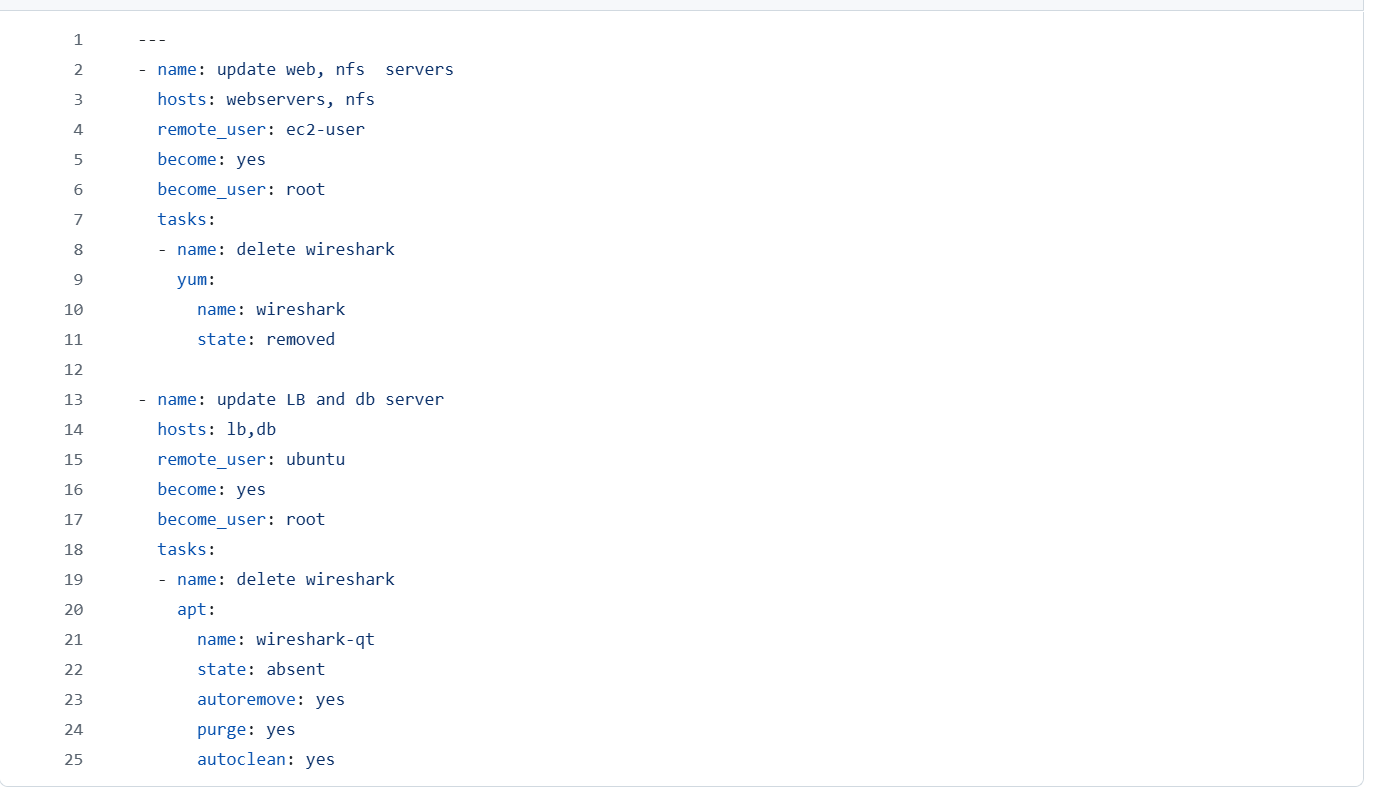 1 ---
2 - name: update web, nfs  servers
3   hosts: webservers, nfs
4   remote_user: ec2-user
5   become: yes
6   become_user: root
7   tasks:
8   - name: delete wireshark
9     yum:
10       name: wireshark
11       state: removed
12
13 - name: update LB and db server
14   hosts: lb,db
15   remote_user: ubuntu
16   become: yes
17   become_user: root
18   tasks:
19   - name: delete wireshark
20     apt:
21       name: wireshark-qt
22       state: absent
23       autoremove: yes
24       purge: yes
25       autoclean: yes